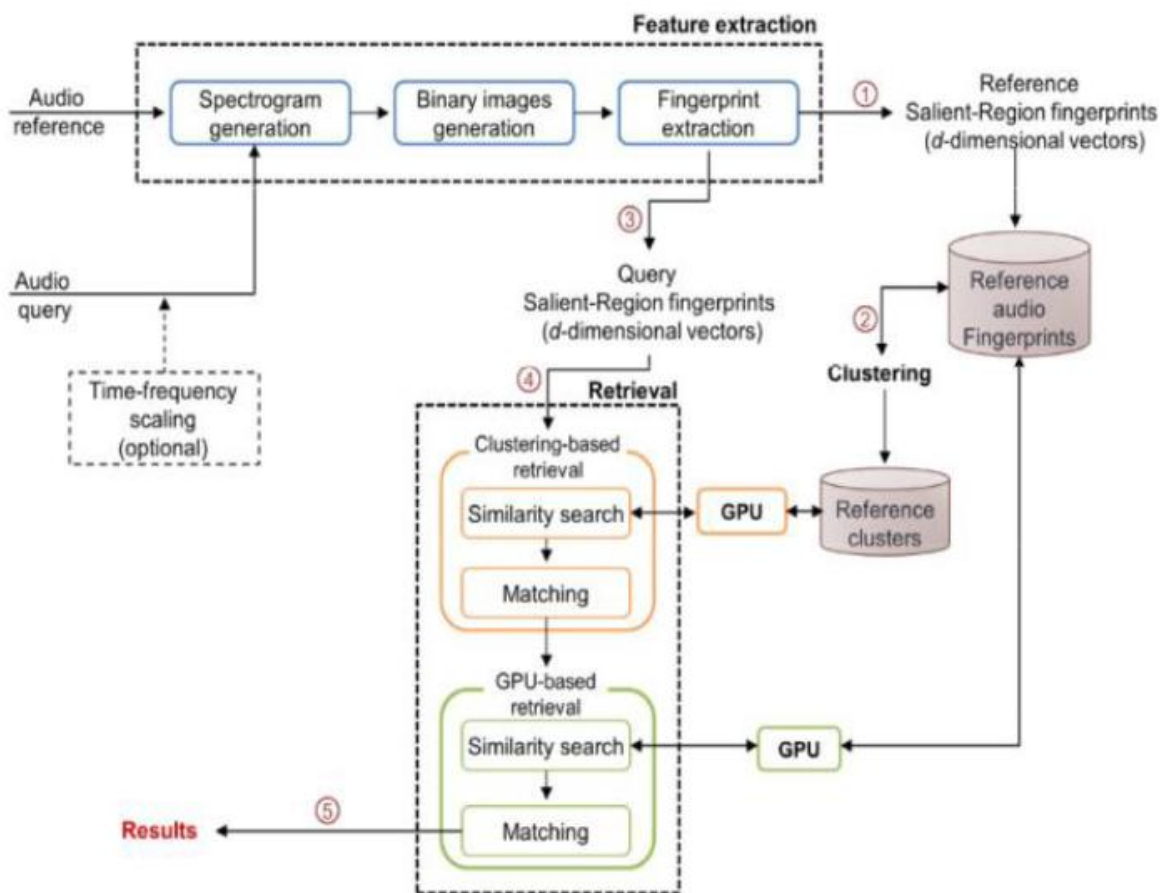 Feature extraction
Audio
reference
Spectrogram
generation
Binary images
generation
Fingerprint
extraction
①
Reference
Salient-Region fingerprints
(d-dimensional vectors)
③
Audio
query
Query
Salient-Region fingerprints
(d-dimensional vectors)
Reference
audio
Fingerprints
②
Clustering
Time-frequency
scaling
(optional)
④
Retrieval
Clustering-based
retrieval
Similarity search
GPU
Reference
clusters
Matching
GPU-based
retrieval
Similarity search
GPU
Matching
⑤
Results